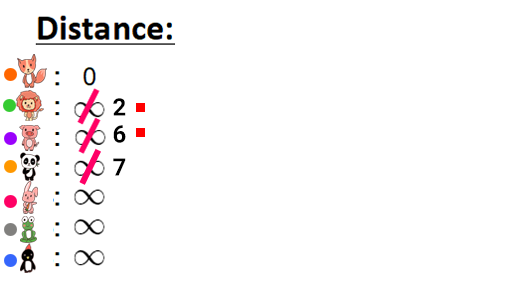 Distance:
: 0
: ∞ 2
: ∞ 6
: ∞ 7
: ∞
: ∞
: ∞